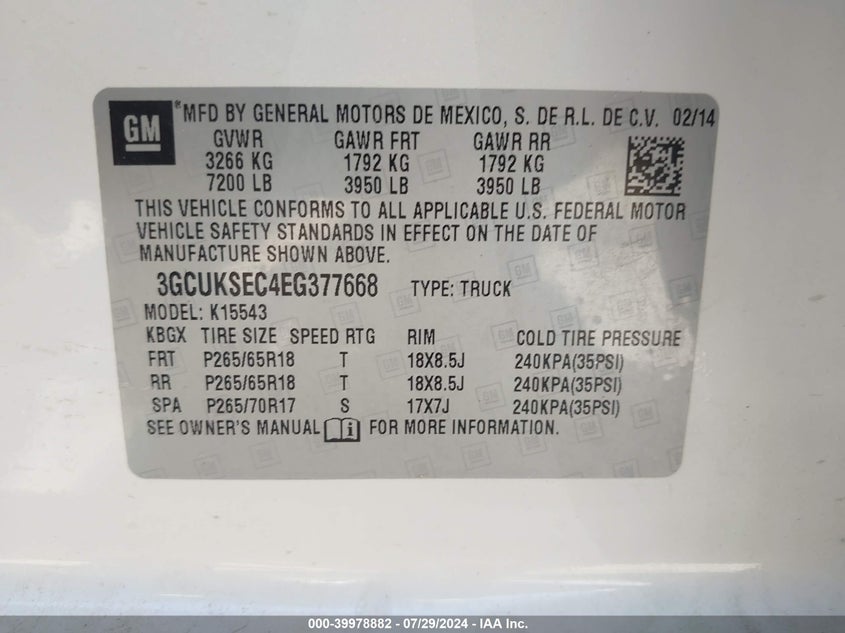 GM ®MFD BY GENERAL MOTORS DE MEXICO, S. DE R.L. DE C.V. 02/14
GVWR GAWR FRT GAWR RR
3266 KG 1792 KG 1792 KG
7200 LB 3950 LB 3950 LB
THIS VEHICLE CONFORMS TO ALL APPLICABLE U.S. FEDERAL MOTOR
VEHICLE SAFETY STANDARDS IN EFFECT ON THE DATE OF
MANUFACTURE SHOWN ABOVE.
3GCUKSEC4EG377668 TYPE: TRUCK
MODEL: K15543
KBGX TIRE SIZE SPEED RTG RIM COLD TIRE PRESSURE
FRT P265/65R18 T 18X8.5J 240KPA(35PSI)
RR P265/65R18 T 18X8.5J 240KPA(35PSI)
SPA P265/70R17 S 17X7J 240KPA(35PSI)
SEE OWNER'S MANUAL FOR MORE INFORMATION.
000-39978882 - 07/29/2024 - IAA Inc.